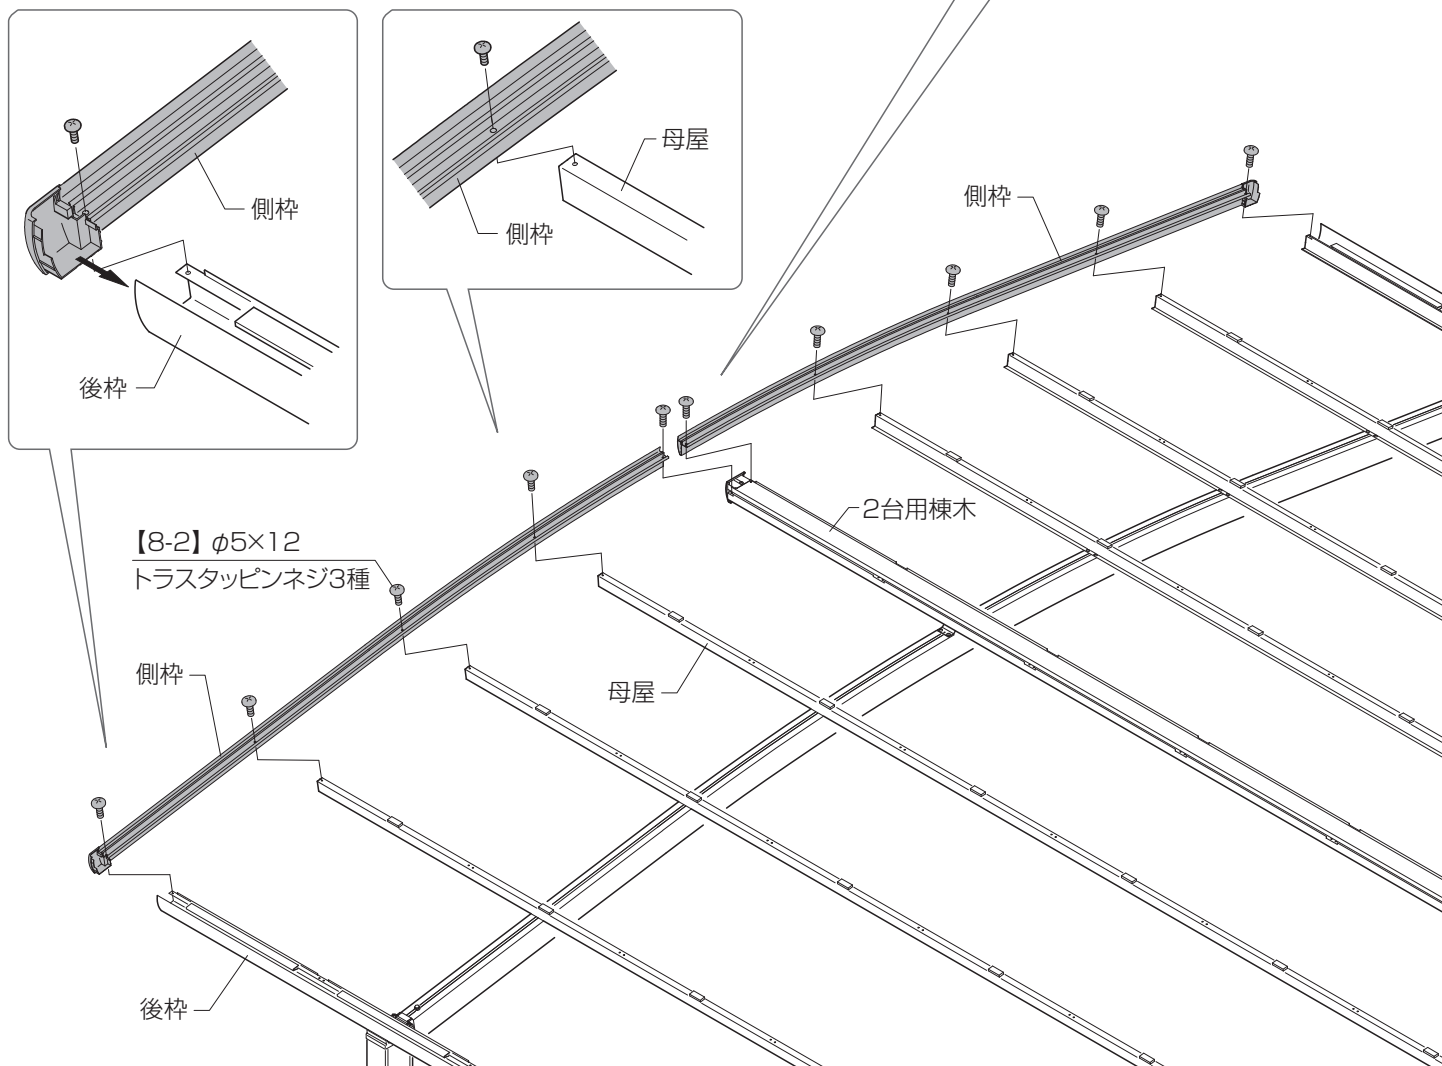 側枠
後枠
母屋
側枠
側枠
2台用棟木
【8-2】φ5×12
トラスタッピンネジ3種
側枠
母屋
後枠